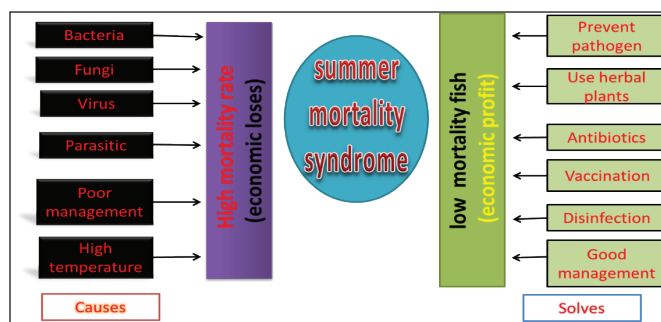 Bacteria
Fungi
Virus
Parasitic
Poor
management
High
temperature
Causes
High mortality rate
(economic loses)
summer
mortality
syndrome
low mortality fish
(economic profit)
Prevent
pathogen
Use herbal
plants
Antibiotics
Vaccination
Disinfection
Good
management
Solves